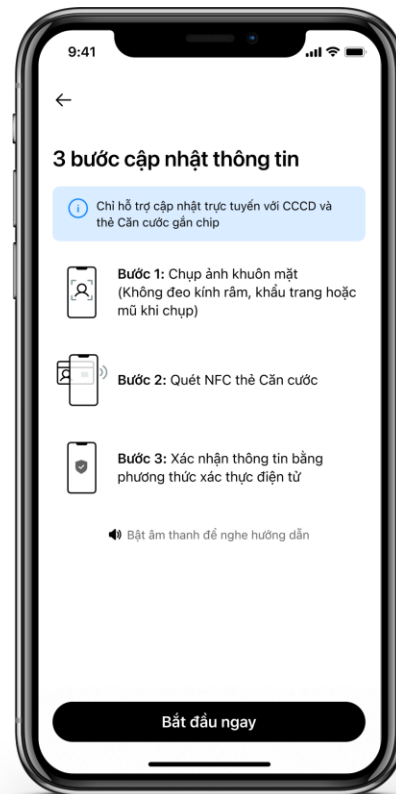 9:41
3 bước cập nhật thông tin
Chỉ hỗ trợ cập nhật trực tuyến với CCCD và
thẻ Căn cước gắn chip
Bước 1: Chụp ảnh khuôn mặt
(Không đeo kính râm, khẩu trang hoặc
mũ khi chụp)
Bước 2: Quét NFC thẻ Căn cước
Bước 3: Xác nhận thông tin bằng
phương thức xác thực điện tử
Bật âm thanh để nghe hướng dẫn
Bắt đầu ngay